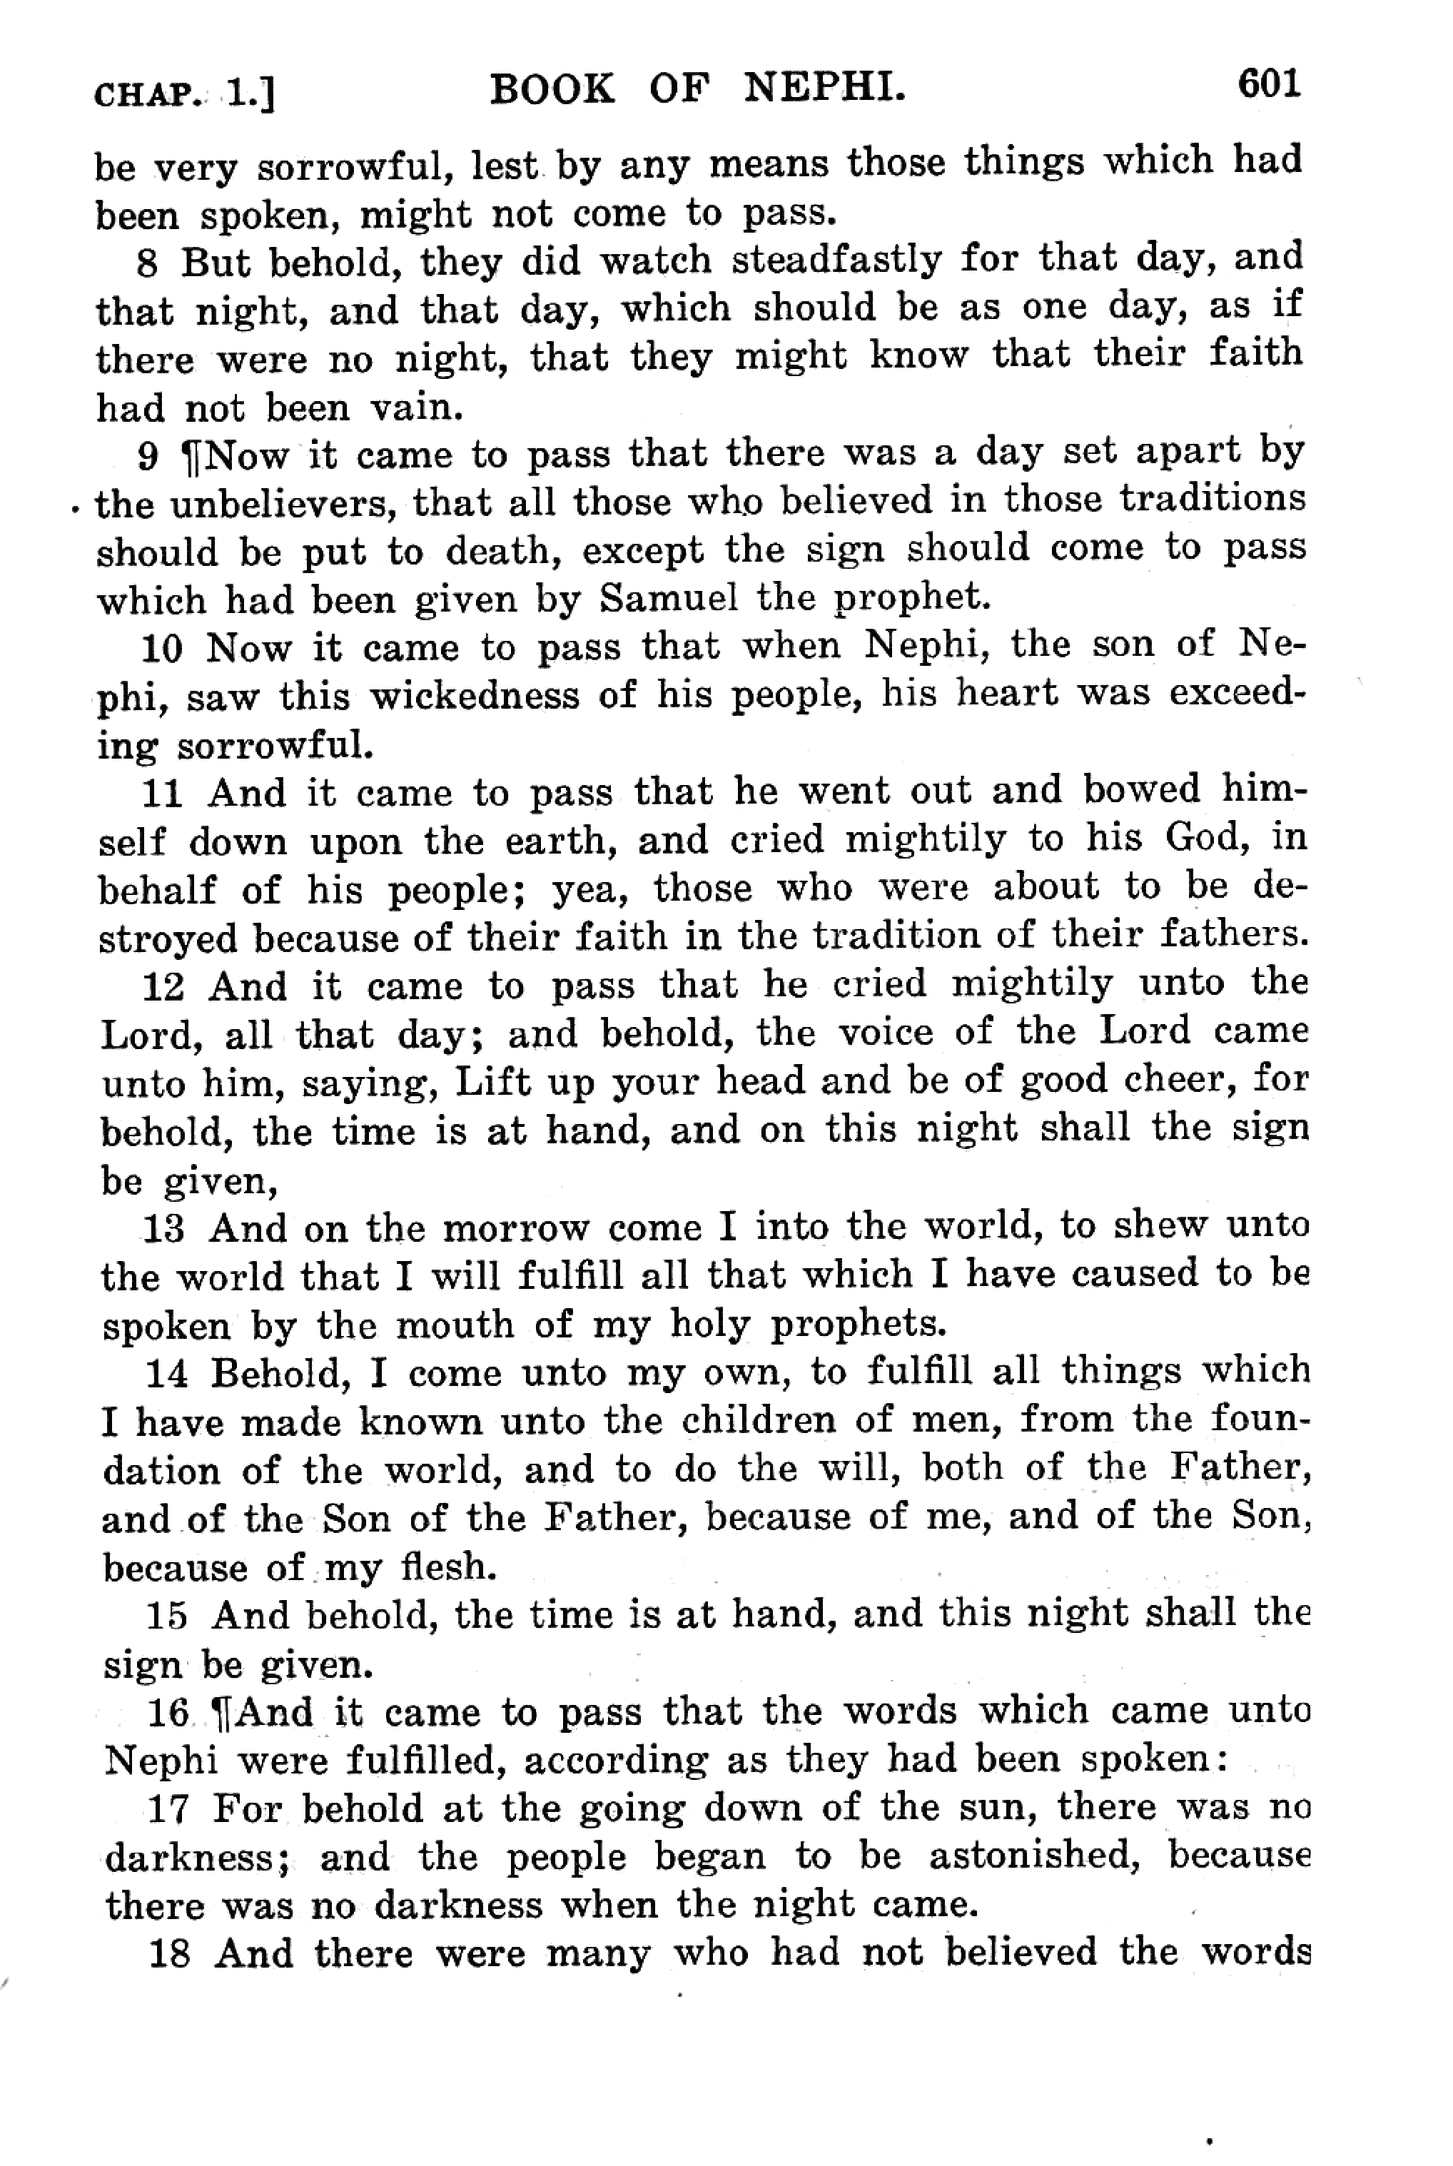 CHAP. 1.] BOOK OF NEPHI. 601
be very sorrowful, lest by any means those things which had
been spoken, might not come to pass.
8 But behold, they did watch steadfastly for that day, and
that night, and that day, which should be as one day, as if
there were no night, that they might know that their faith
had not been vain.
9 ¶Now it came to pass that there was a day set apart by
the unbelievers, that all those who believed in those traditions
should be put to death, except the sign should come to pass
which had been given by Samuel the prophet.
10 Now it came to pass that when Nephi, the son of Ne-
phi, saw this wickedness of his people, his heart was exceed-
ing sorrowful.
11 And it came to pass that he went out and bowed him-
self down upon the earth, and cried mightily to his God, in
behalf of his people; yea, those who were about to be de-
stroyed because of their faith in the tradition of their fathers.
12 And it came to pass that he cried mightily unto the
Lord, all that day; and behold, the voice of the Lord came
unto him, saying, Lift up your head and be of good cheer, for
behold, the time is at hand, and on this night shall the sign
be given,
13 And on the morrow come I into the world, to shew unto
the world that I will fulfill all that which I have caused to be
spoken by the mouth of my holy prophets.
14 Behold, I come unto my own, to fulfill all things which
I have made known unto the children of men, from the foun-
dation of the world, and to do the will, both of the Father,
and of the Son of the Father, because of me, and of the Son,
because of my flesh.
15 And behold, the time is at hand, and this night shall the
sign be given.
16 ¶And it came to pass that the words which came unto
Nephi were fulfilled, according as they had been spoken:
17 For behold at the going down of the sun, there was no
darkness; and the people began to be astonished, because
there was no darkness when the night came.
18 And there were many who had not believed the words